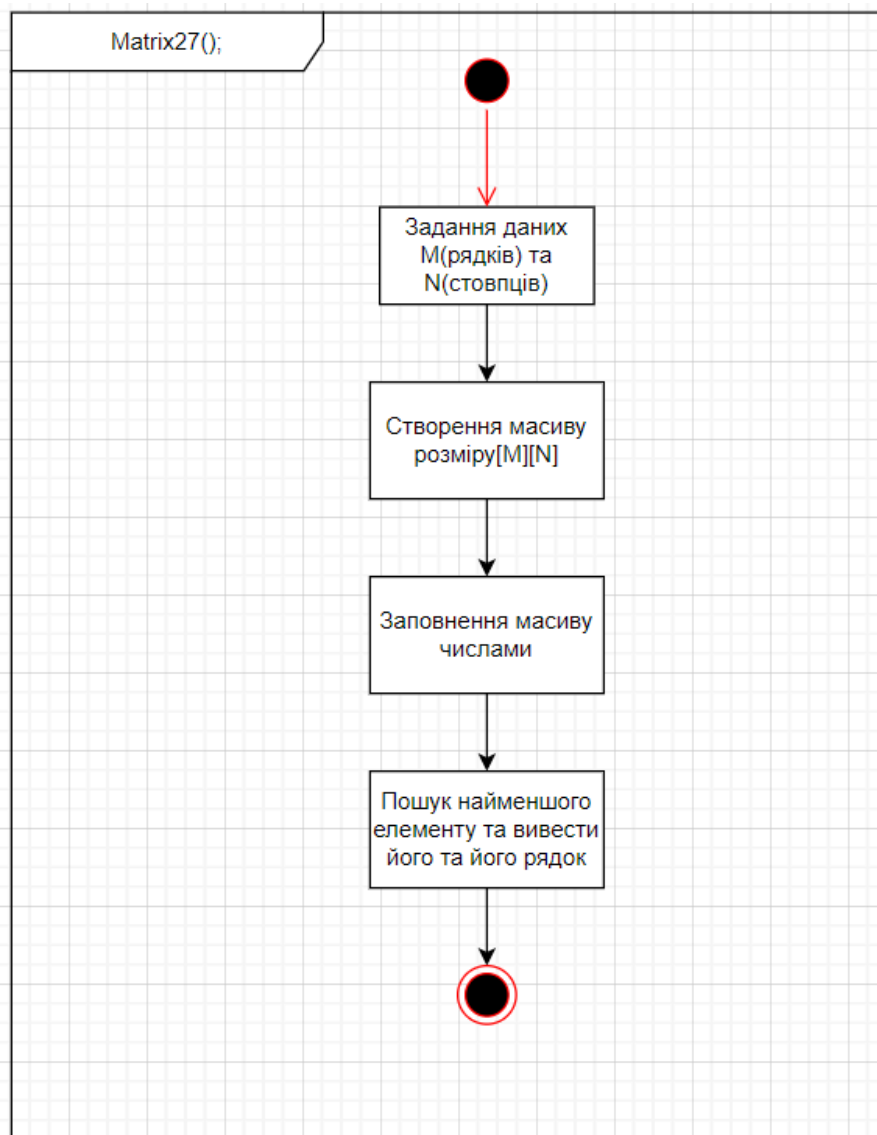 Matrix27();
Задання даних
М(рядків) та
N(стовпців)
Створення масиву
розміру[M][N]
Заповнення масиву
числами
Пошук найменшого
елементу та вивести
його та його рядок